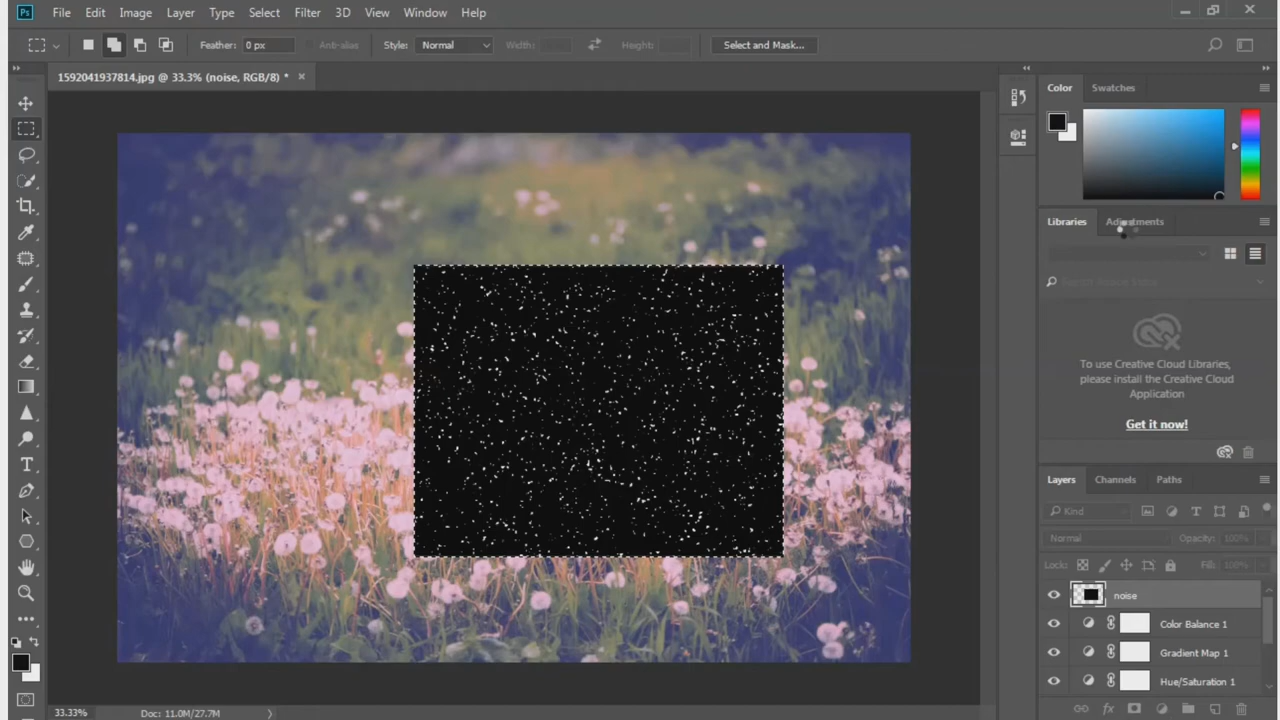 Ps File Edit Image Layer Type Select Filter 3D View Window Help
Feather: 0 px Anti-alias Style: Normal Width: Height: Select and Mask...
1592041937814.jpg @ 33.3% (noise, RGB/8) * ×
Color Swatches
Libraries Adjustments
To use Creative Cloud Libraries,
please install the Creative Cloud
Application
Get it now!
Layers Channels Paths
Kind
Normal Opacity: 100%
Lock: Fill: 100%
noise
Color Balance 1
Gradient Map 1
Hue/Saturation 1
33.33% Doc: 11.0M/27.7M